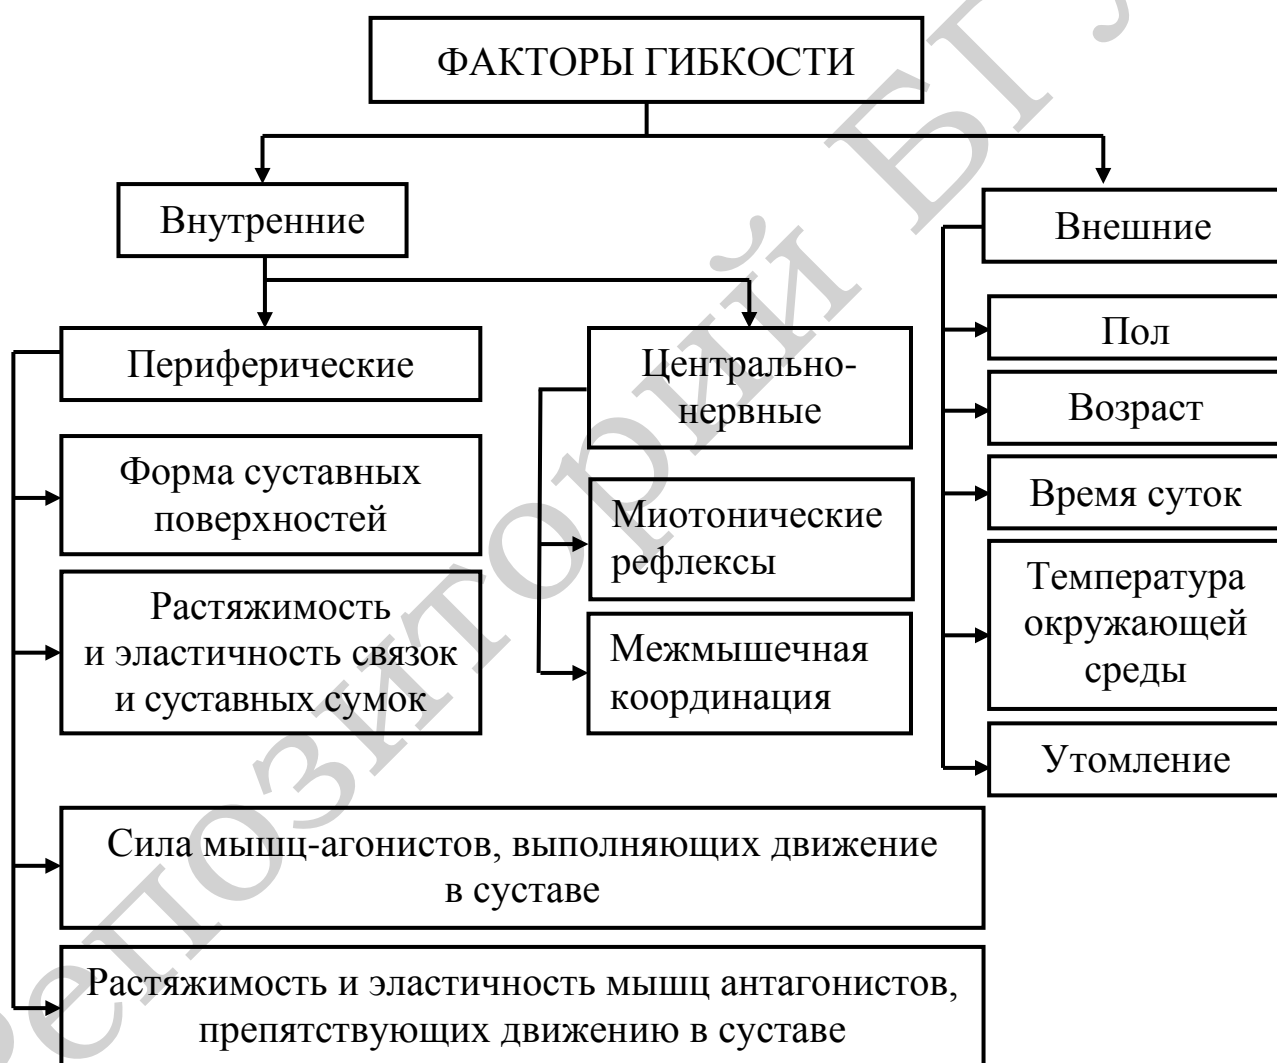 ФАКТОРЫ ГИБКОСТИ
Внутренние
Внешние
Периферические
Центрально-
нервные
Форма суставных
поверхностей
Растяжимость
и эластичность связок
и суставных сумок
Миотонические
рефлексы
Межмышечная
координация
Пол
Возраст
Время суток
Температура
окружающей
среды
Утомление
Сила мышц-агонистов, выполняющих движение
в суставе
Растяжимость и эластичность мышц антагонистов,
препятствующих движению в суставе
Репозиторий БГУ